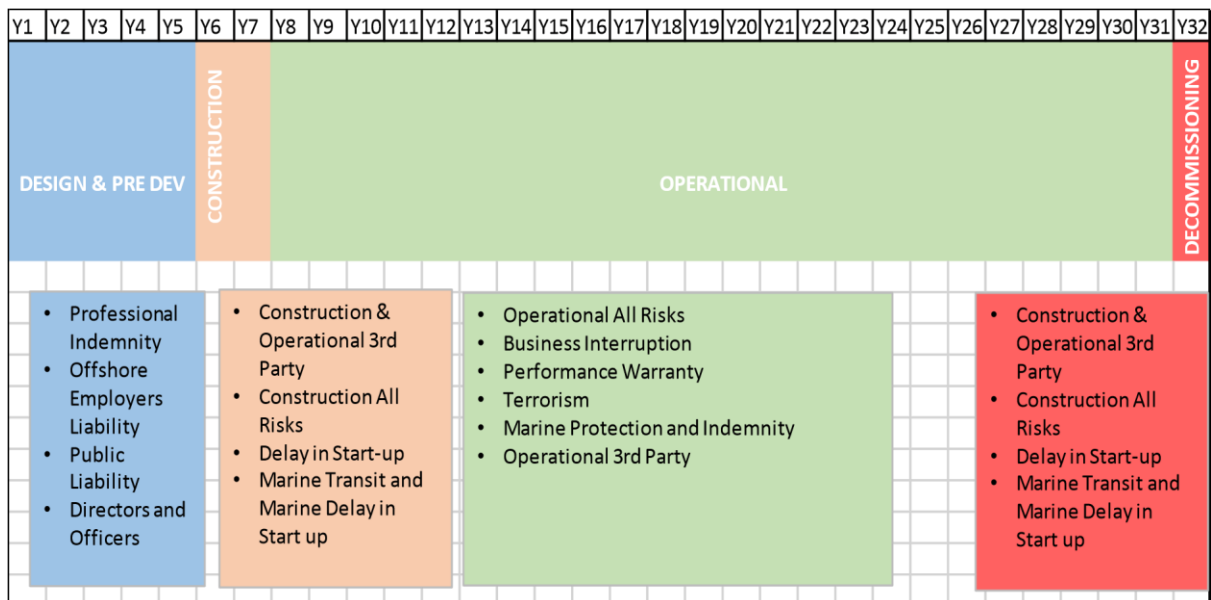 Y1 Y2 Y3 Y4 Y5 Y6 Y7 Y8 Y9 Y10 Y11 Y12 Y13 Y14 Y15 Y16 Y17 Y18 Y19 Y20 Y21 Y22 Y23 Y24 Y25 Y26 Y27 Y28 Y29 Y30 Y31 Y32
DESIGN & PRE DEV
CONSTRUCTION
OPERATIONAL
DECOMMISSIONING
• Professional
Indemnity
• Offshore
Employers
Liability
• Public
Liability
• Directors and
Officers
• Construction &
Operational 3rd
Party
• Construction All
Risks
• Delay in Start-up
• Marine Transit and
Marine Delay in
Start up
• Operational All Risks
• Business Interruption
• Performance Warranty
• Terrorism
• Marine Protection and Indemnity
• Operational 3rd Party
• Construction &
Operational 3rd
Party
• Construction All
Risks
• Delay in Start-up
• Marine Transit and
Marine Delay in
Start up